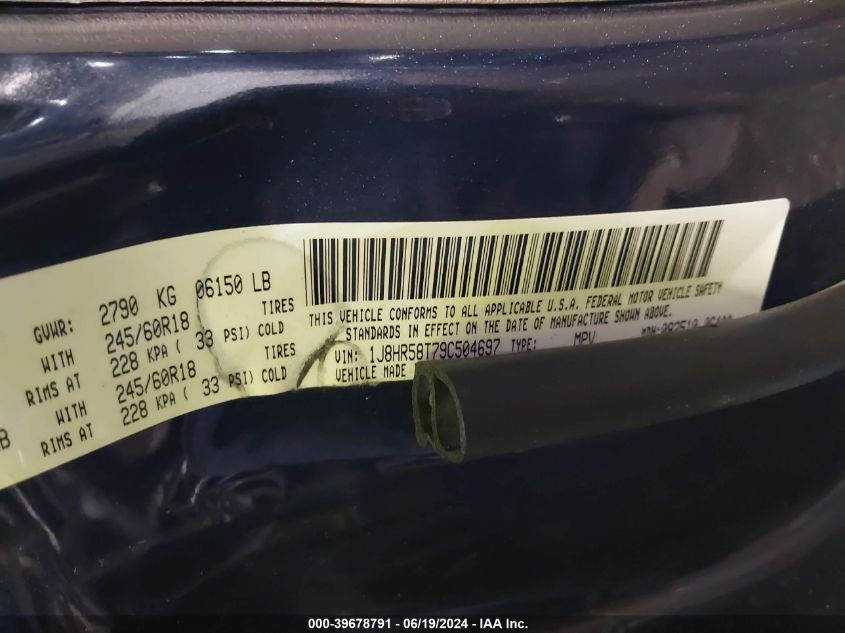 GVWR: 2790 KG 06150 LB
WITH 245/60R18 TIRES
RIMS AT 228 KPA ( 33 PSI) COLD
WITH 245/60R18 TIRES
RIMS AT 228 KPA ( 33 PSI) COLD
B
THIS VEHICLE CONFORMS TO ALL APPLICABLE U.S.A. FEDERAL MOTOR VEHICLE SAFETY
STANDARDS IN EFFECT ON THE DATE OF MANUFACTURE SHOWN ABOVE.
VIN: 1J8HR58T79C504697 TYPE: MPV
VEHICLE MADE
000-39678791 - 06/19/2024 - IAA Inc.